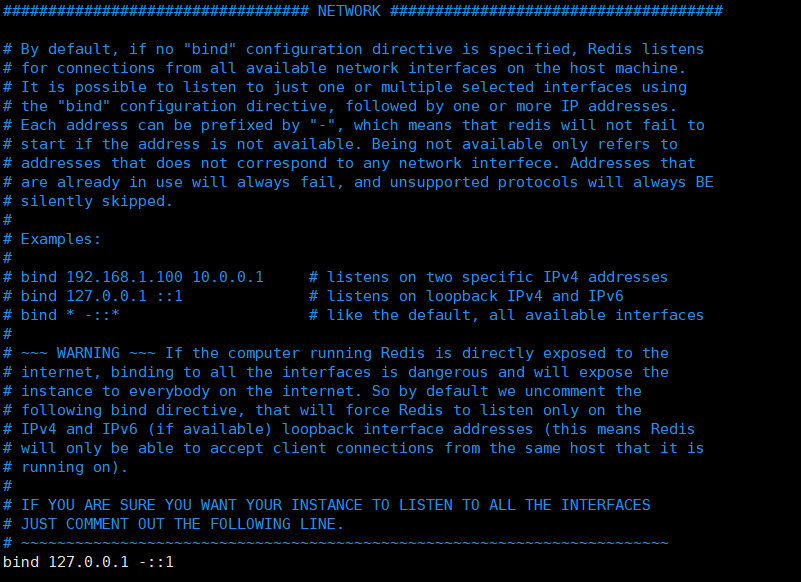 ################################## NETWORK #####################################

# By default, if no "bind" configuration directive is specified, Redis listens
# for connections from all available network interfaces on the host machine.
# It is possible to listen to just one or multiple selected interfaces using
# the "bind" configuration directive, followed by one or more IP addresses.
# Each address can be prefixed by "-", which means that redis will not fail to
# start if the address is not available. Being not available only refers to
# addresses that does not correspond to any network interfece. Addresses that
# are already in use will always fail, and unsupported protocols will always BE
# silently skipped.
#
# Examples:
#
# bind 192.168.1.100 10.0.0.1     # listens on two specific IPv4 addresses
# bind 127.0.0.1 ::1              # listens on loopback IPv4 and IPv6
# bind * -::*                     # like the default, all available interfaces
#
# ~~~ WARNING ~~~ If the computer running Redis is directly exposed to the
# internet, binding to all the interfaces is dangerous and will expose the
# instance to everybody on the internet. So by default we uncomment the
# following bind directive, that will force Redis to listen only on the
# IPv4 and IPv6 (if available) loopback interface addresses (this means Redis
# will only be able to accept client connections from the same host that it is
# running on).
#
# IF YOU ARE SURE YOU WANT YOUR INSTANCE TO LISTEN TO ALL THE INTERFACES
# JUST COMMENT OUT THE FOLLOWING LINE.
# ~~~~~~~~~~~~~~~~~~~~~~~~~~~~~~~~~~~~~~~~~~~~~~~~~~~~~~~~~~~~~~~~~~~~~~~~
bind 127.0.0.1 -::1